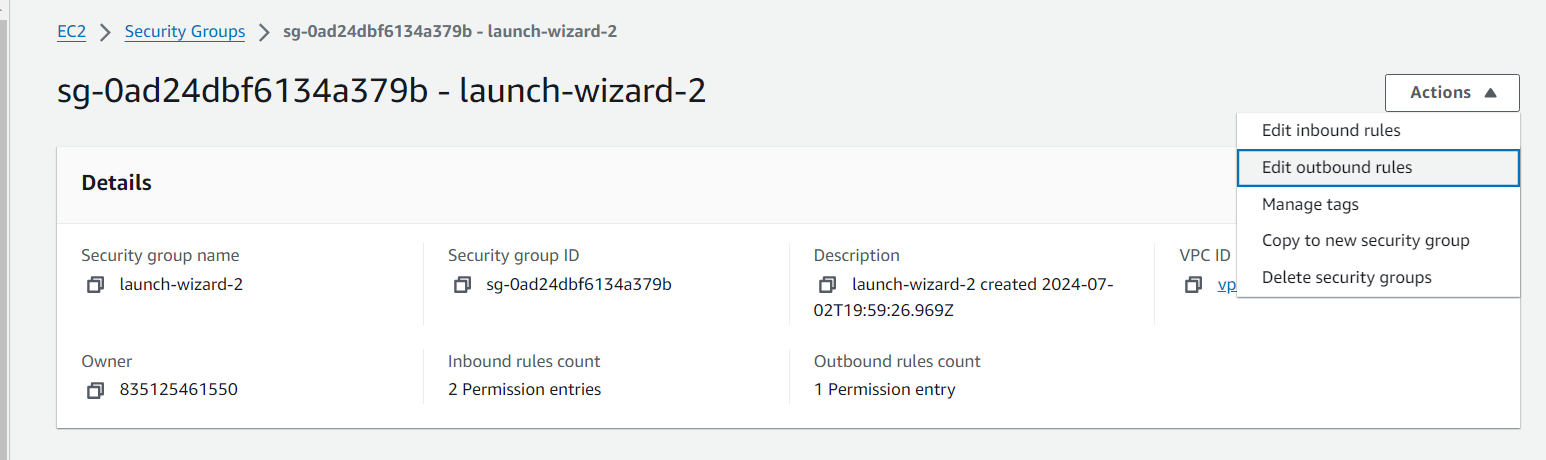 EC2 > Security Groups > sg-0ad24dbf6134a379b - launch-wizard-2
sg-0ad24dbf6134a379b - launch-wizard-2
Actions
Edit inbound rules
Edit outbound rules
Manage tags
Copy to new security group
Delete security groups
Details
Security group name
launch-wizard-2
Security group ID
sg-0ad24dbf6134a379b
Description
launch-wizard-2 created 2024-07-
02T19:59:26.969Z
VPC ID
vp
Owner
835125461550
Inbound rules count
2 Permission entries
Outbound rules count
1 Permission entry